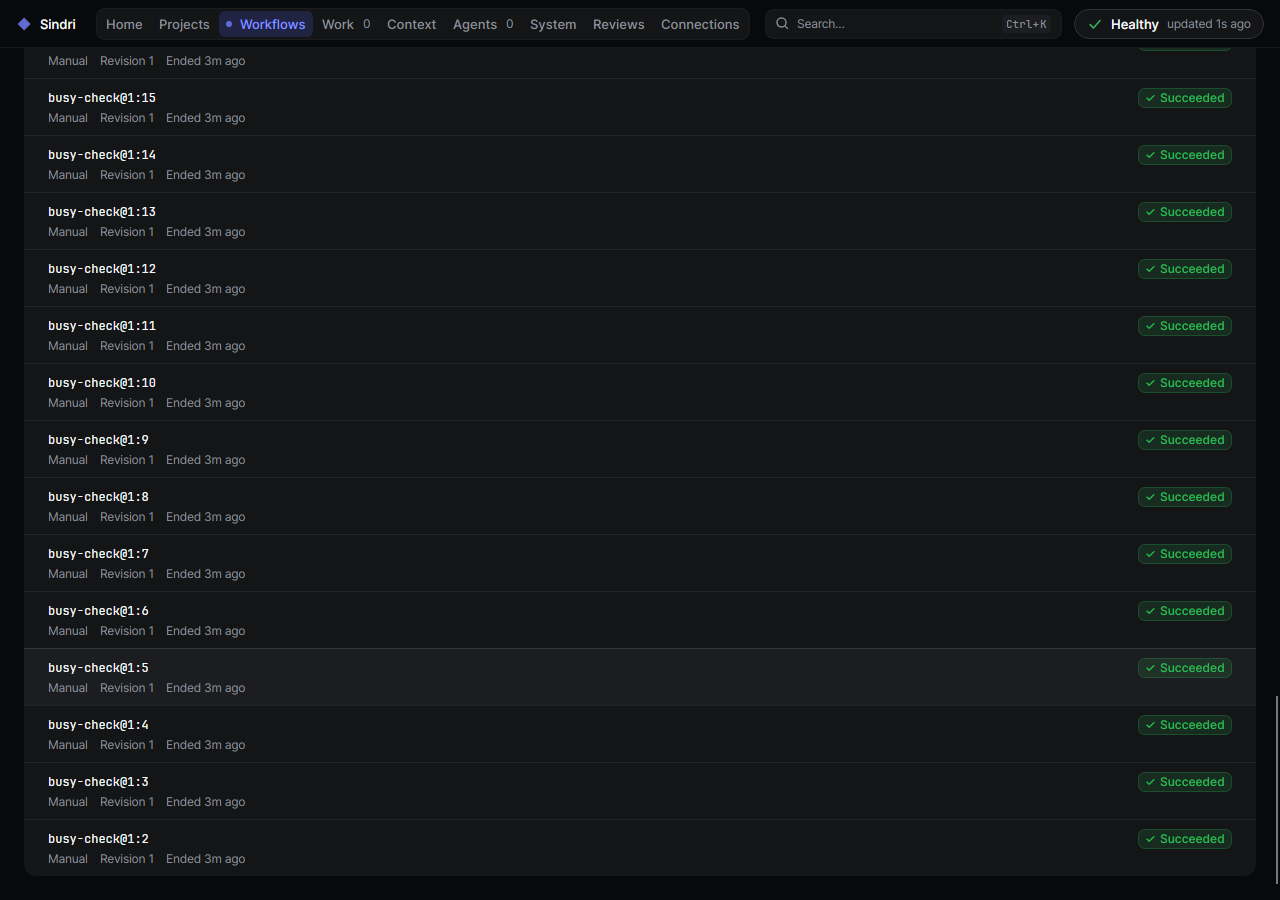 Sindri Home Projects Workflows Work 0 Context Agents 0 System Reviews Connections Search... Ctrl+K Healthy updated 1s ago
Manual Revision 1 Ended 3m ago
busy-check@1:15 Succeeded
Manual Revision 1 Ended 3m ago
busy-check@1:14 Succeeded
Manual Revision 1 Ended 3m ago
busy-check@1:13 Succeeded
Manual Revision 1 Ended 3m ago
busy-check@1:12 Succeeded
Manual Revision 1 Ended 3m ago
busy-check@1:11 Succeeded
Manual Revision 1 Ended 3m ago
busy-check@1:10 Succeeded
Manual Revision 1 Ended 3m ago
busy-check@1:9 Succeeded
Manual Revision 1 Ended 3m ago
busy-check@1:8 Succeeded
Manual Revision 1 Ended 3m ago
busy-check@1:7 Succeeded
Manual Revision 1 Ended 3m ago
busy-check@1:6 Succeeded
Manual Revision 1 Ended 3m ago
busy-check@1:5 Succeeded
Manual Revision 1 Ended 3m ago
busy-check@1:4 Succeeded
Manual Revision 1 Ended 3m ago
busy-check@1:3 Succeeded
Manual Revision 1 Ended 3m ago
busy-check@1:2 Succeeded
Manual Revision 1 Ended 3m ago